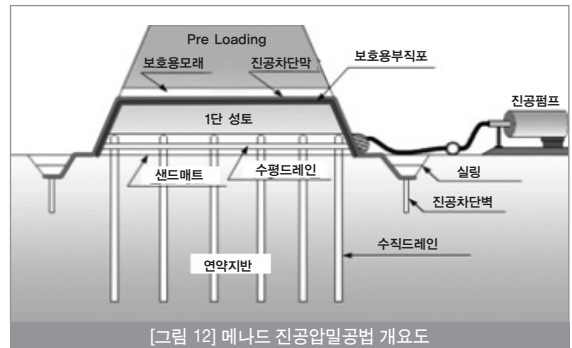 Pre Loading
보호용모래
진공차단막
보호용부직포
진공펌프
1단 성토
샌드매트
수평드레인
실링
진공차단벽
수직드레인
연약지반
[그림 12] 메나드 진공압밀공법 개요도